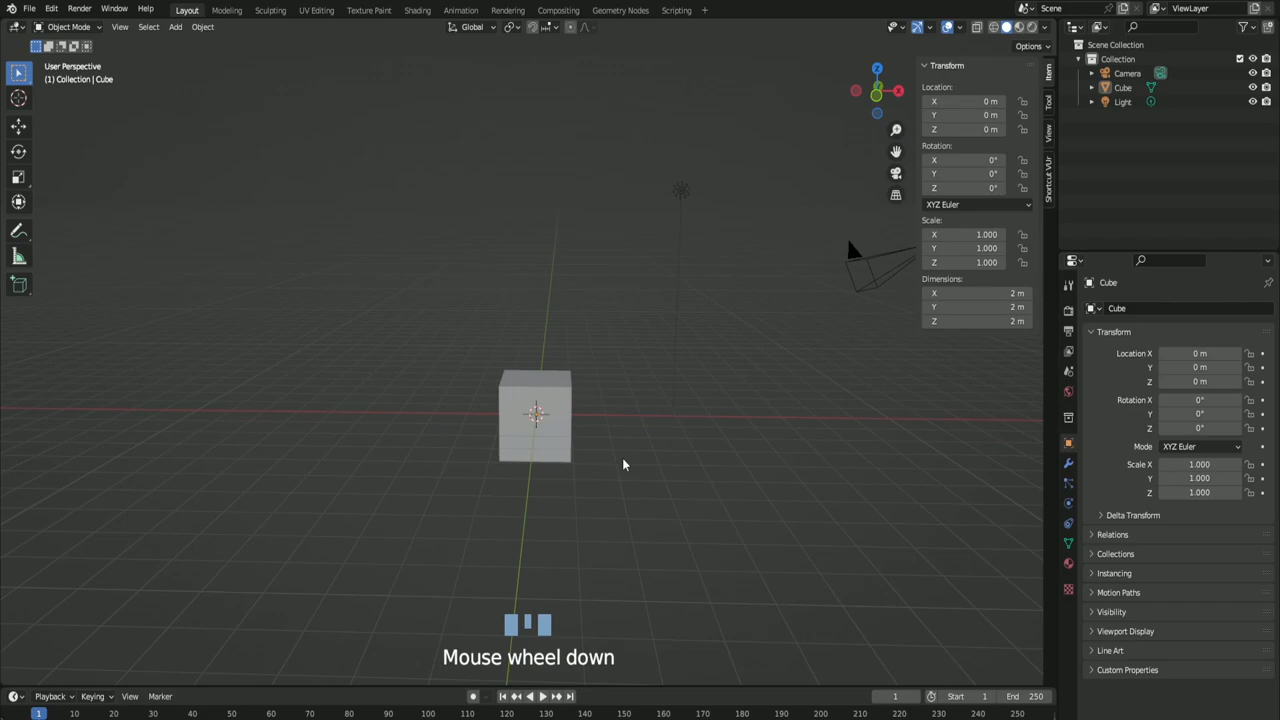 File Edit Render Window Help Layout Modeling Sculpting UV Editing Texture Paint Shading Animation Rendering Compositing Geometry Nodes Scripting + Scene ViewLayer
Object Mode View Select Add Object Global
Options
User Perspective
(1) Collection | Cube
Z
X
Transform
Location:
X 0 m
Y 0 m
Z 0 m
Rotation:
X 0°
Y 0°
Z 0°
XYZ Euler
Scale:
X 1.000
Y 1.000
Z 1.000
Dimensions:
X 2 m
Y 2 m
Z 2 m
Item
Tool
View
Shortcut VUr
Scene Collection
Collection
Camera
Cube
Light
Cube
Cube
Transform
Location X 0 m
Y 0 m
Z 0 m
Rotation X 0°
Y 0°
Z 0°
Mode XYZ Euler
Scale X 1.000
Y 1.000
Z 1.000
Delta Transform
Relations
Collections
Instancing
Motion Paths
Visibility
Viewport Display
Line Art
Custom Properties
Mouse wheel down
Playback Keying View Marker 1 Start 1 End 250
1 10 20 30 40 50 60 70 80 90 100 110 120 130 140 150 160 170 180 190 200 210 220 230 240 250